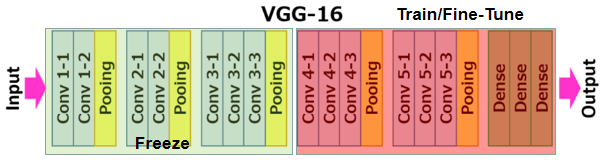 VGG-16
Train/Fine-Tune
Input
Conv 1-1
Conv 1-2
Pooing
Conv 2-1
Conv 2-2
Pooing
Conv 3-1
Conv 3-2
Conv 3-3
Pooing
Conv 4-1
Conv 4-2
Conv 4-3
Pooing
Conv 5-1
Conv 5-2
Conv 5-3
Pooing
Dense
Dense
Dense
Output
Freeze